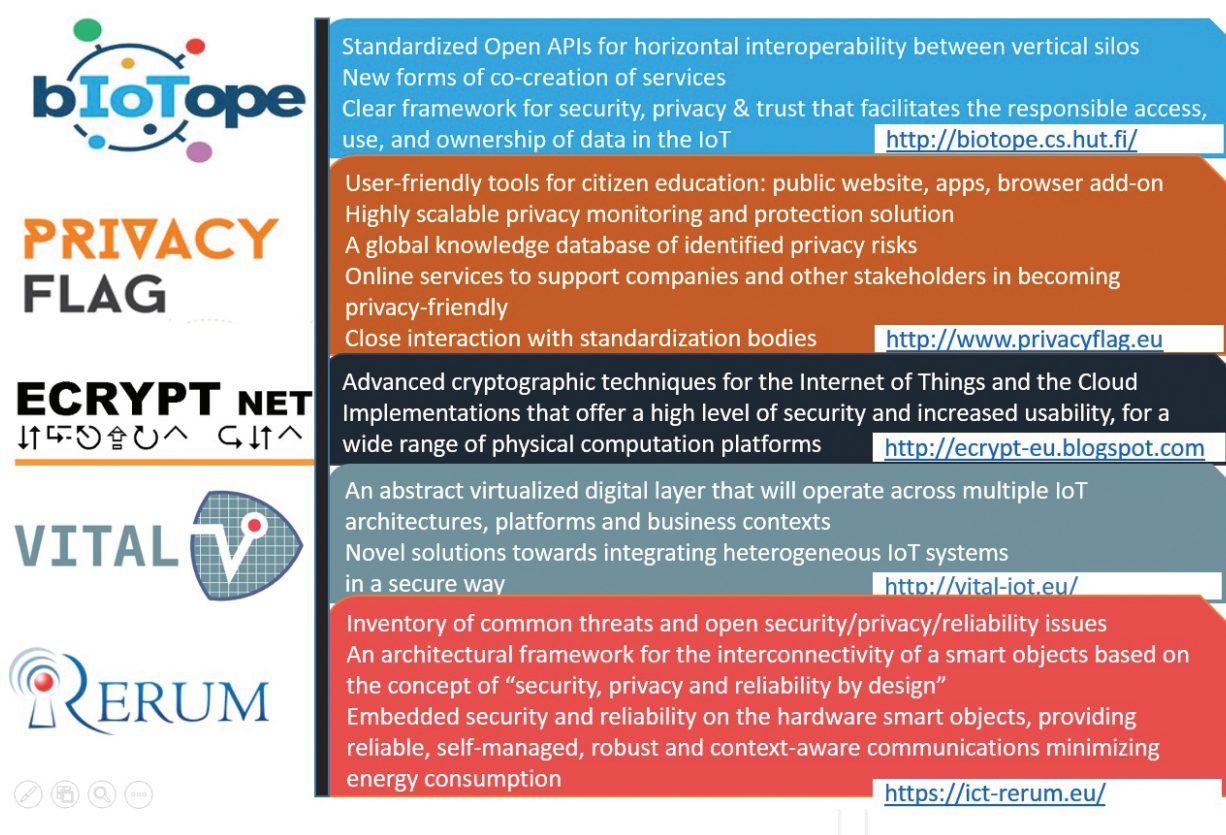 bIoTope
Standardized Open APIs for horizontal interoperability between vertical silos
New forms of co-creation of services
Clear framework for security, privacy & trust that facilitates the responsible access,
use, and ownership of data in the IoT
http://biotope.cs.hut.fi/
PRIVACY
FLAG
User-friendly tools for citizen education: public website, apps, browser add-on
Highly scalable privacy monitoring and protection solution
A global knowledge database of identified privacy risks
Online services to support companies and other stakeholders in becoming
privacy-friendly
Close interaction with standardization bodies
http://www.privacyflag.eu
ECRYPT NET
Advanced cryptographic techniques for the Internet of Things and the Cloud
Implementations that offer a high level of security and increased usability, for a
wide range of physical computation platforms
http://ecrypt-eu.blogspot.com
VITAL
An abstract virtualized digital layer that will operate across multiple IoT
architectures, platforms and business contexts
Novel solutions towards integrating heterogeneous IoT systems
in a secure way
http://vital-iot.eu/
RERUM
Inventory of common threats and open security/privacy/reliability issues
An architectural framework for the interconnectivity of a smart objects based on
the concept of “security, privacy and reliability by design”
Embedded security and reliability on the hardware smart objects, providing
reliable, self-managed, robust and context-aware communications minimizing
energy consumption
https://ict-rerum.eu/